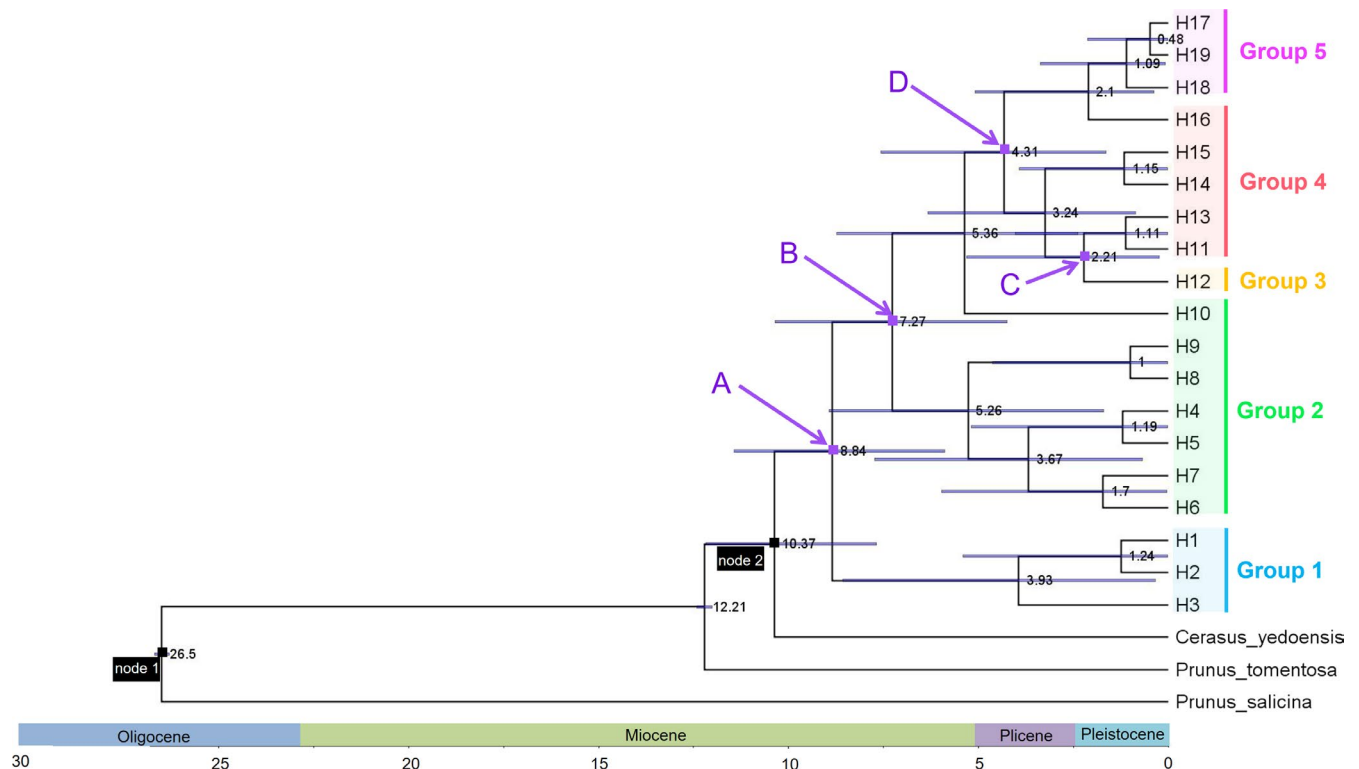 H17
0.48
Group 5
H19
1.09
H18
D
2.1
H16
4.31
H15
1.15
H14
Group 4
3.24
H13
5.36
1.11
H11
B
2.21
C
H12
Group 3
7.27
H10
H9
1
H8
A
5.26
H4
Group 2
1.19
H5
8.84
3.67
H7
1.7
H6
10.37
H1
node 2
1.24
Group 1
3.93
H2
H3
12.21
Cerasus_yedoensis
26.5
node 1
Prunus_tomentosa
Prunus_salicina
Oligocene
Miocene
Plicene
Pleistocene
30
25
20
15
10
5
0